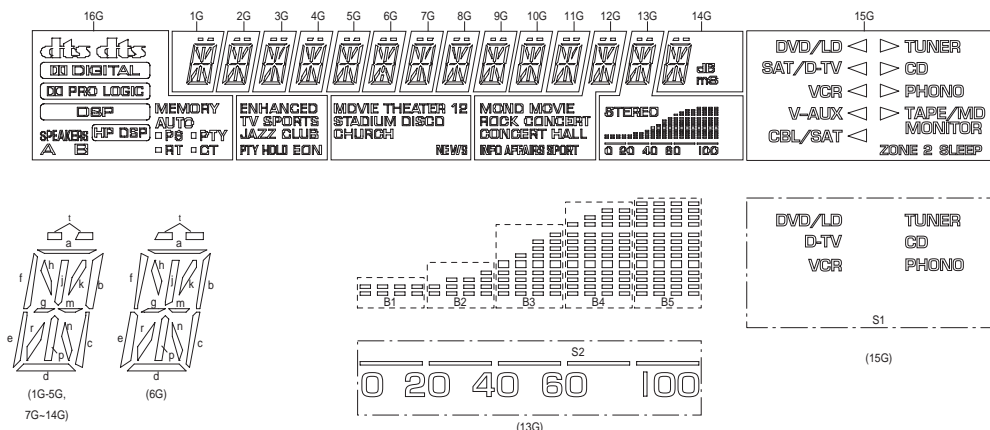 16G 1G 2G 3G 4G 5G 6G 7G 8G 9G 10G 11G 12G 13G 14G 15G
dts dts
DIGITAL
PRO LOGIC
DSP
MEMORY
AUTO
SPEAKERS HP DSP PS PTY
A B RT CT
ENHANCED
TV SPORTS
JAZZ CLUB
PTY HOLD EON
MOVIE THEATER 12
STADIUM DISCO
CHURCH
NEWS
MONO MOVIE
ROCK CONCERT
CONCERT HALL
INFO AFFAIRS SPORT
dB
mS
STEREO
0 20 40 60 100
DVD/LD TUNER
SAT/D-TV CD
VCR PHONO
V-AUX TAPE/MD
MONITOR
CBL/SAT
ZONE 2 SLEEP
t t
a a
f h j k b f h j k b
g m g m
e r p n c e r p n c
d d
(1G-5G, (6G)
7G~14G)
B1 B2 B3 B4 B5
S2
0 20 40 60 100
(13G)
DVD/LD TUNER
D-TV CD
VCR PHONO
S1
(15G)